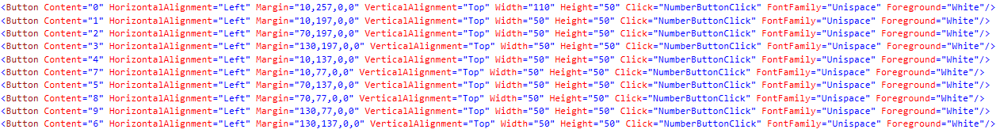 <Button Content="0" HorizontalAlignment="Left" Margin="10,257,0,0" VerticalAlignment="Top" Width="110" Height="50" Click="NumberButtonClick" FontFamily="Unispace" Foreground="White"/>
<Button Content="1" HorizontalAlignment="Left" Margin="10,197,0,0" VerticalAlignment="Top" Width="50" Height="50" Click="NumberButtonClick" FontFamily="Unispace" Foreground="White"/>
<Button Content="2" HorizontalAlignment="Left" Margin="70,197,0,0" VerticalAlignment="Top" Width="50" Height="50" Click="NumberButtonClick" FontFamily="Unispace" Foreground="White"/>
<Button Content="3" HorizontalAlignment="Left" Margin="130,197,0,0" VerticalAlignment="Top" Width="50" Height="50" Click="NumberButtonClick" FontFamily="Unispace" Foreground="White"/>
<Button Content="4" HorizontalAlignment="Left" Margin="10,137,0,0" VerticalAlignment="Top" Width="50" Height="50" Click="NumberButtonClick" FontFamily="Unispace" Foreground="White"/>
<Button Content="7" HorizontalAlignment="Left" Margin="10,77,0,0" VerticalAlignment="Top" Width="50" Height="50" Click="NumberButtonClick" FontFamily="Unispace" Foreground="White"/>
<Button Content="5" HorizontalAlignment="Left" Margin="70,137,0,0" VerticalAlignment="Top" Width="50" Height="50" Click="NumberButtonClick" FontFamily="Unispace" Foreground="White"/>
<Button Content="8" HorizontalAlignment="Left" Margin="70,77,0,0" VerticalAlignment="Top" Width="50" Height="50" Click="NumberButtonClick" FontFamily="Unispace" Foreground="White"/>
<Button Content="9" HorizontalAlignment="Left" Margin="130,77,0,0" VerticalAlignment="Top" Width="50" Height="50" Click="NumberButtonClick" FontFamily="Unispace" Foreground="White"/>
<Button Content="6" HorizontalAlignment="Left" Margin="130,137,0,0" VerticalAlignment="Top" Width="50" Height="50" Click="NumberButtonClick" FontFamily="Unispace" Foreground="White"/>